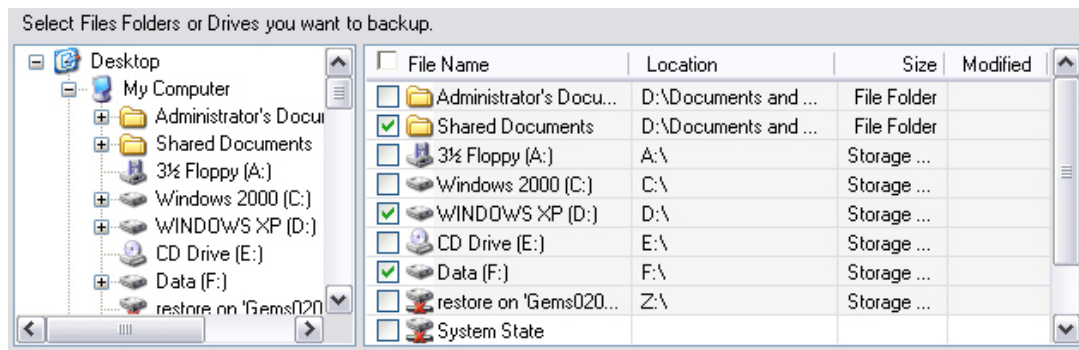 Select Files Folders or Drives you want to backup.
Desktop
My Computer
Administrator's Docu
Shared Documents
3½ Floppy (A:)
Windows 2000 (C:)
WINDOWS XP (D:)
CD Drive (E:)
Data (F:)
restore on 'Gems020
File Name Location Size Modified
Administrator's Docu... D:\Documents and ... File Folder
Shared Documents D:\Documents and ... File Folder
3½ Floppy (A:) A:\ Storage ...
Windows 2000 (C:) C:\ Storage ...
WINDOWS XP (D:) D:\ Storage ...
CD Drive (E:) E:\ Storage ...
Data (F:) F:\ Storage ...
restore on 'Gems020... Z:\ Storage ...
System State